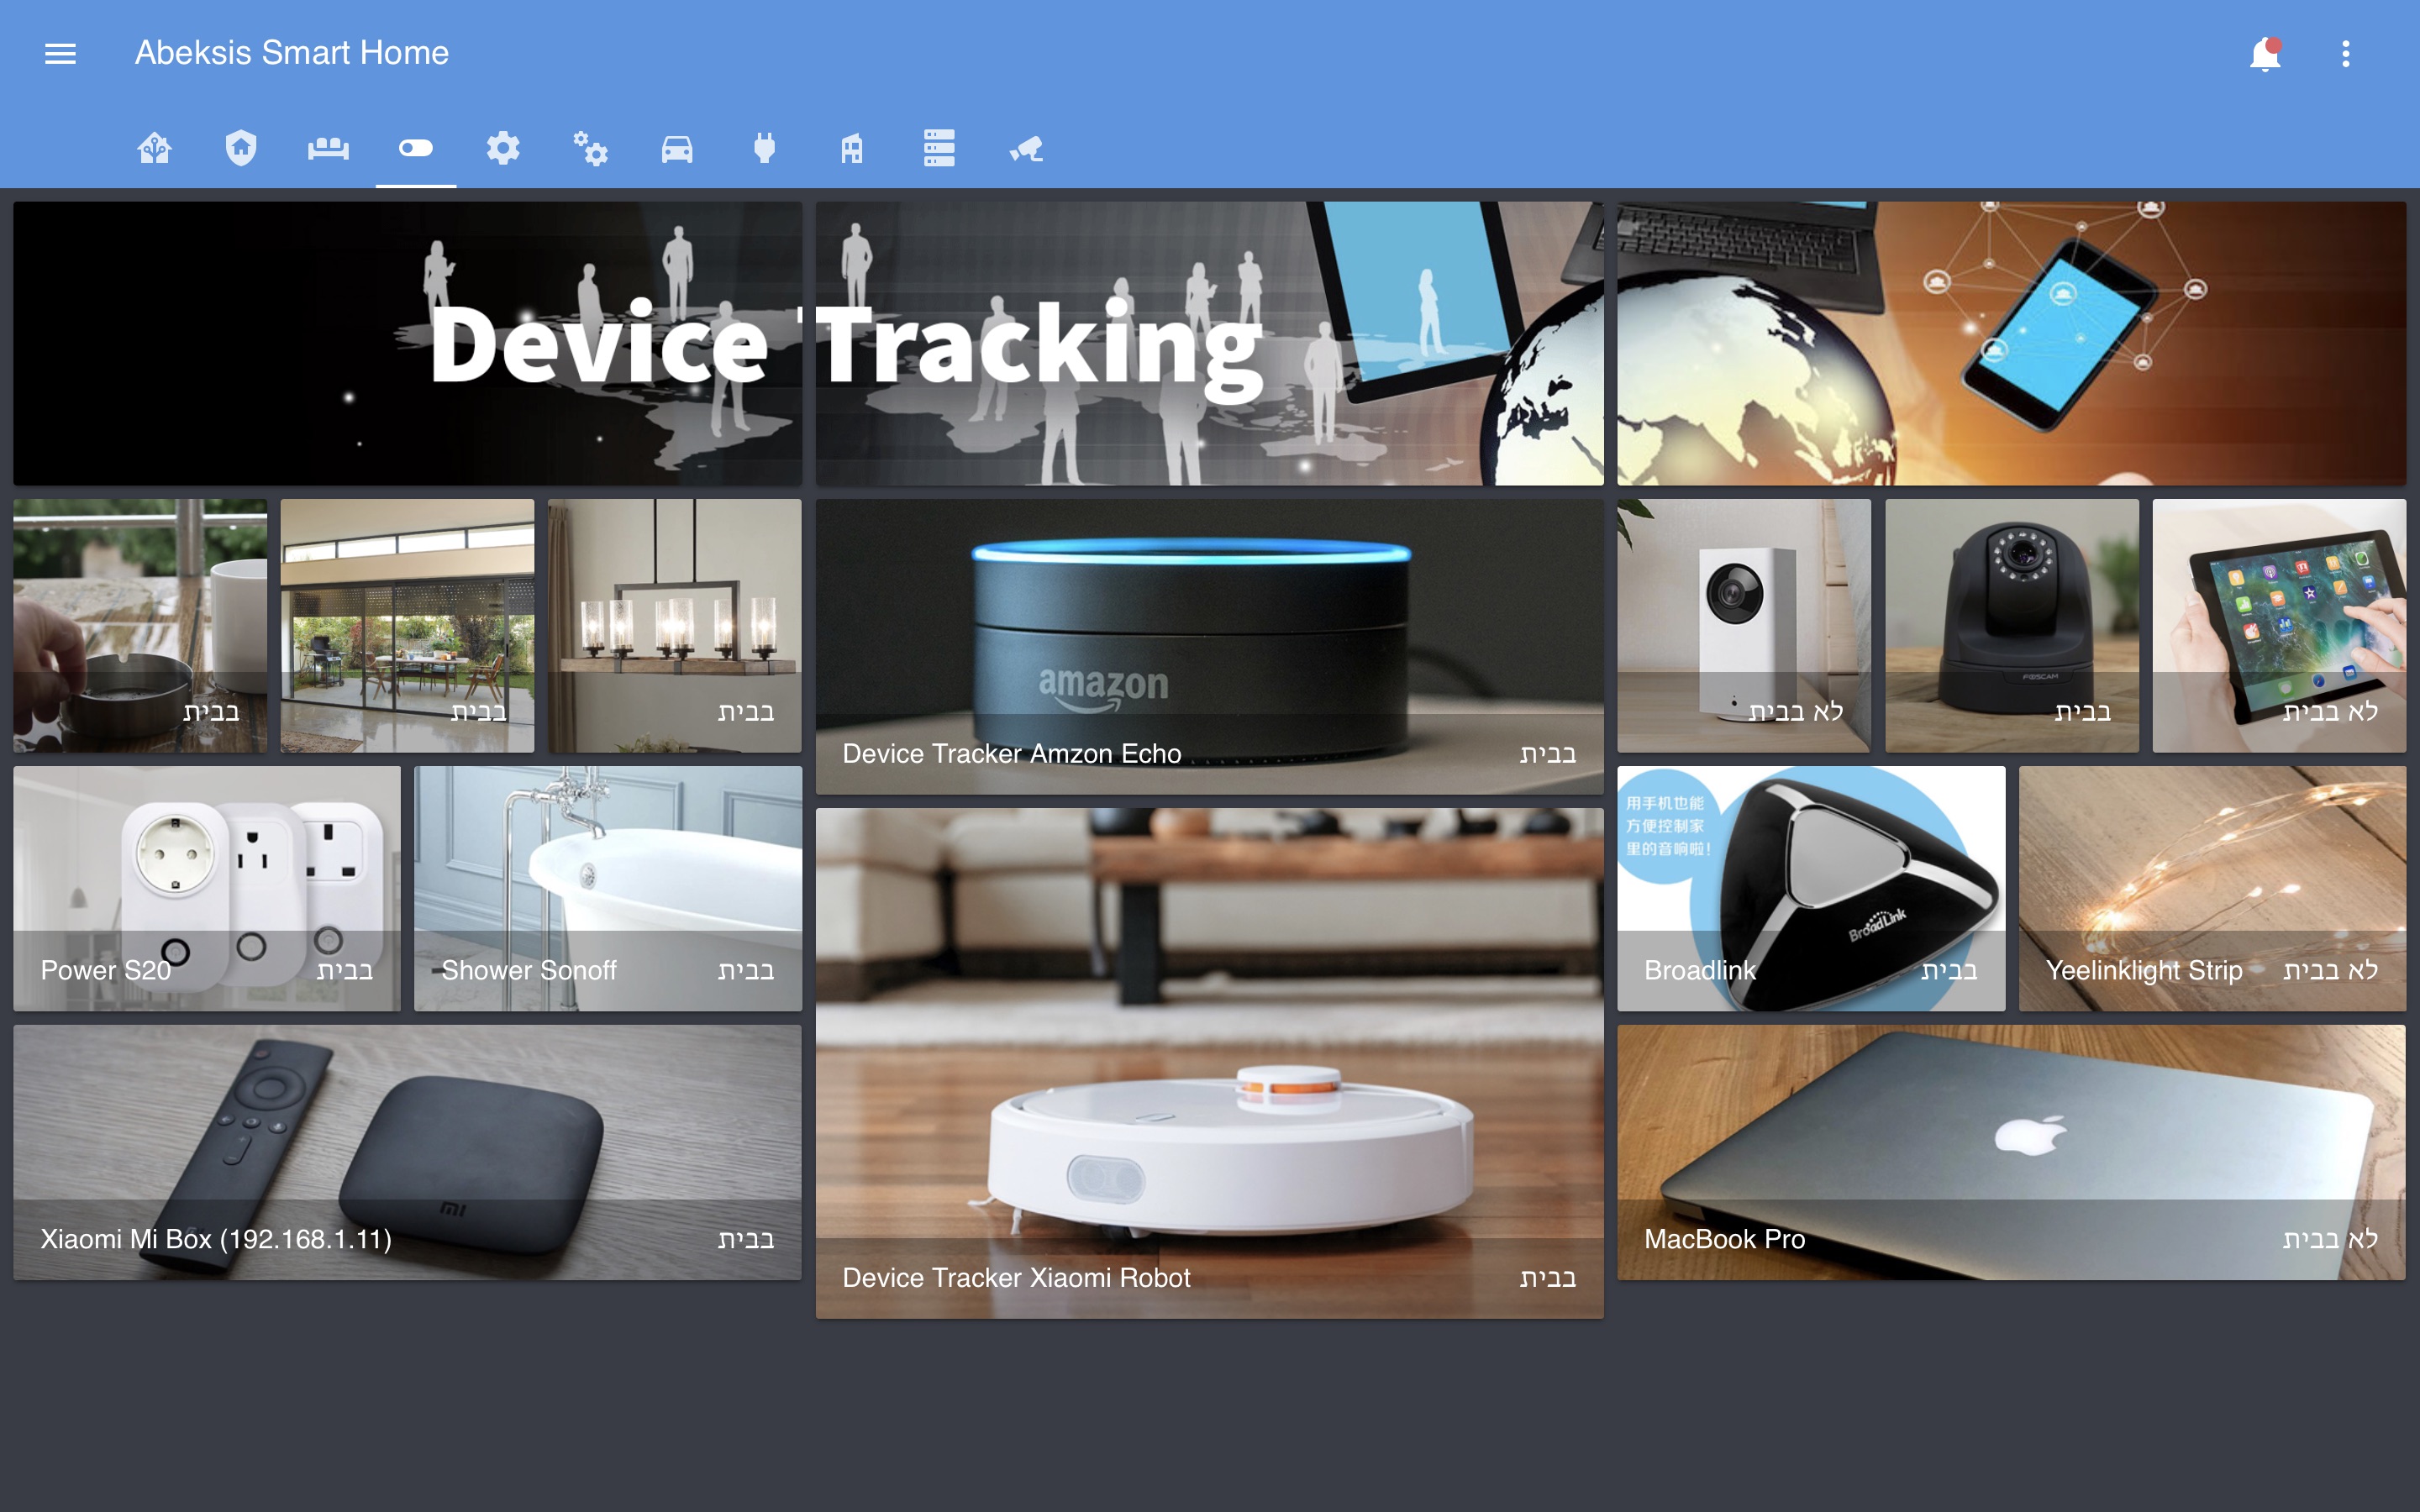 Abeksis Smart Home
Device Tracking
בבית
בבית
בבית
amazon
Device Tracker Amzon Echo
בבית
לא בבית
FOSCAM
בבית
לא בבית
Power S20
בבית
Shower Sonoff
בבית
用手机也能
方便控制家
里的音响啦!
BroadLink
Broadlink
בבית
Yeelinklight Strip
לא בבית
mi
Xiaomi Mi Box (192.168.1.11)
בבית
Device Tracker Xiaomi Robot
בבית
MacBook Pro
לא בבית